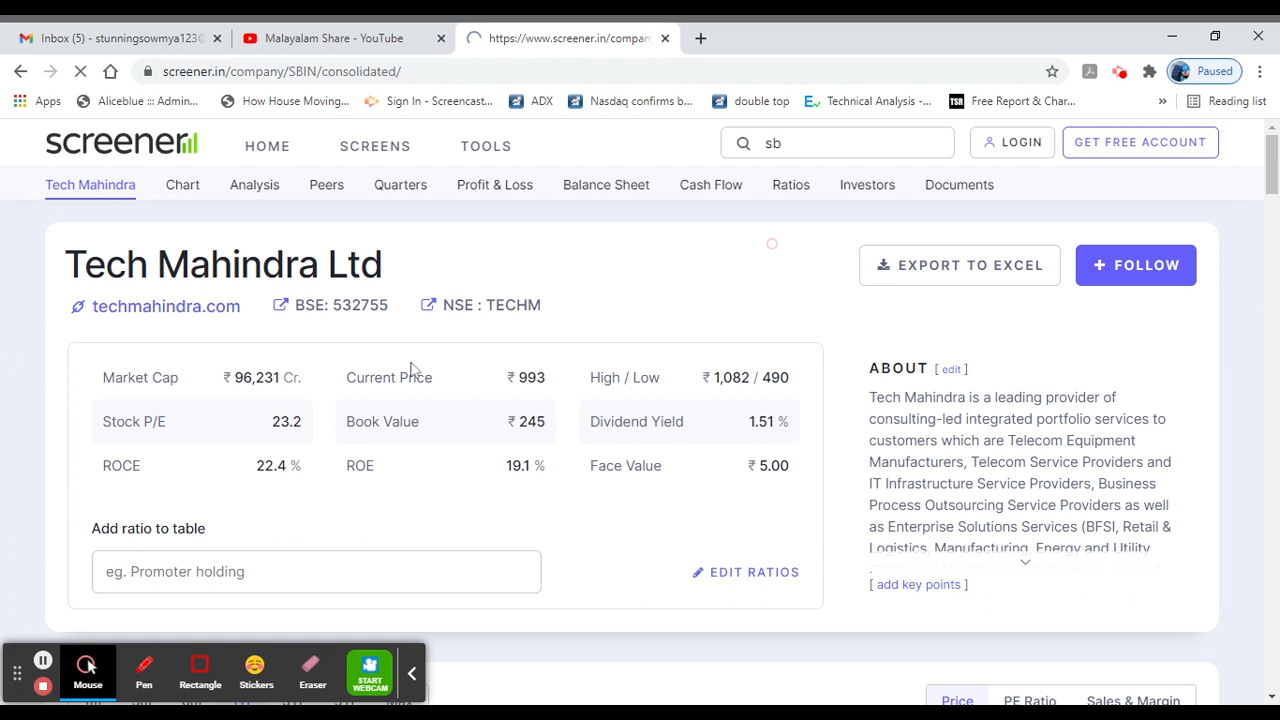 Inbox (5) - stunningsowmya123@
Malayalam Share - YouTube
https://www.screener.in/compan
screener.in/company/SBIN/consolidated/
Paused
Apps
Aliceblue ::: Admin...
How House Moving...
Sign In - Screencast...
ADX
Nasdaq confirms b...
double top
Technical Analysis -...
TSR Free Report & Char...
»
Reading list
screener
HOME
SCREENS
TOOLS
sb
LOGIN
GET FREE ACCOUNT
Tech Mahindra
Chart
Analysis
Peers
Quarters
Profit & Loss
Balance Sheet
Cash Flow
Ratios
Investors
Documents
Tech Mahindra Ltd
EXPORT TO EXCEL
+ FOLLOW
techmahindra.com
BSE: 532755
NSE : TECHM
Market Cap ₹ 96,231 Cr.
Current Price ₹ 993
High / Low ₹ 1,082 / 490
Stock P/E 23.2
Book Value ₹ 245
Dividend Yield 1.51 %
ROCE 22.4 %
ROE 19.1 %
Face Value ₹ 5.00
Add ratio to table
eg. Promoter holding
EDIT RATIOS
ABOUT [ edit ]
Tech Mahindra is a leading provider of
consulting-led integrated portfolio services to
customers which are Telecom Equipment
Manufacturers, Telecom Service Providers and
IT Infrastructure Service Providers, Business
Process Outsourcing Service Providers as well
as Enterprise Solutions Services (BFSI, Retail &
Logistics, Manufacturing, Energy and Utility
[ add key points ]
Mouse
Pen
Rectangle
Stickers
Eraser
START
WEBCAM
Max
Price
PE Ratio
Sales & Margin